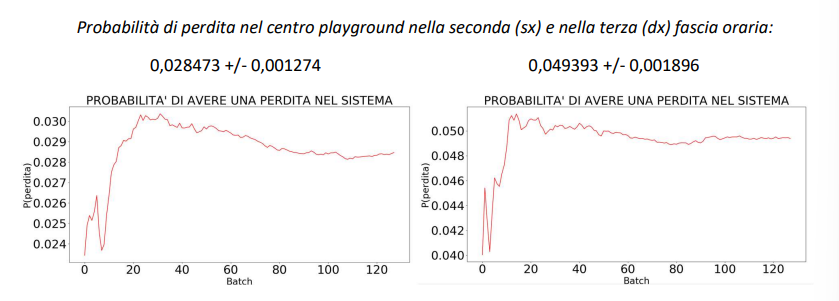 Probabilità di perdita nel centro playground nella seconda (sx) e nella terza (dx) fascia oraria:
0,028473 +/- 0,001274
0,049393 +/- 0,001896
PROBABILITA' DI AVERE UNA PERDITA NEL SISTEMA
P(perdita)
0.030
0.029
0.028
0.027
0.026
0.025
0.024
0 20 40 60 80 100 120
Batch
PROBABILITA' DI AVERE UNA PERDITA NEL SISTEMA
P(perdita)
0.050
0.048
0.046
0.044
0.042
0.040
0 20 40 60 80 100 120
Batch